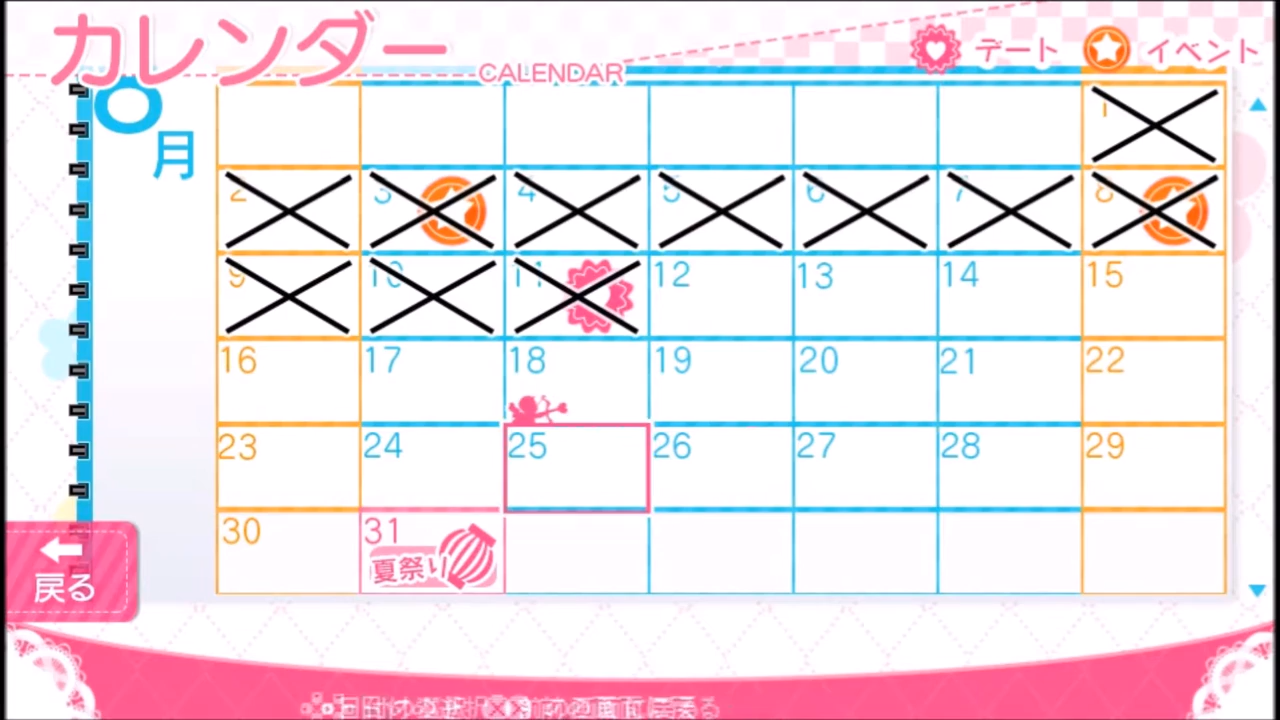 カレンダー
CALENDAR
デート
イベント
8月
1
2 3 4 5 6 7 8
9 10 11 12 13 14 15
16 17 18 19 20 21 22
23 24 25 26 27 28 29
30 31
夏祭り
戻る